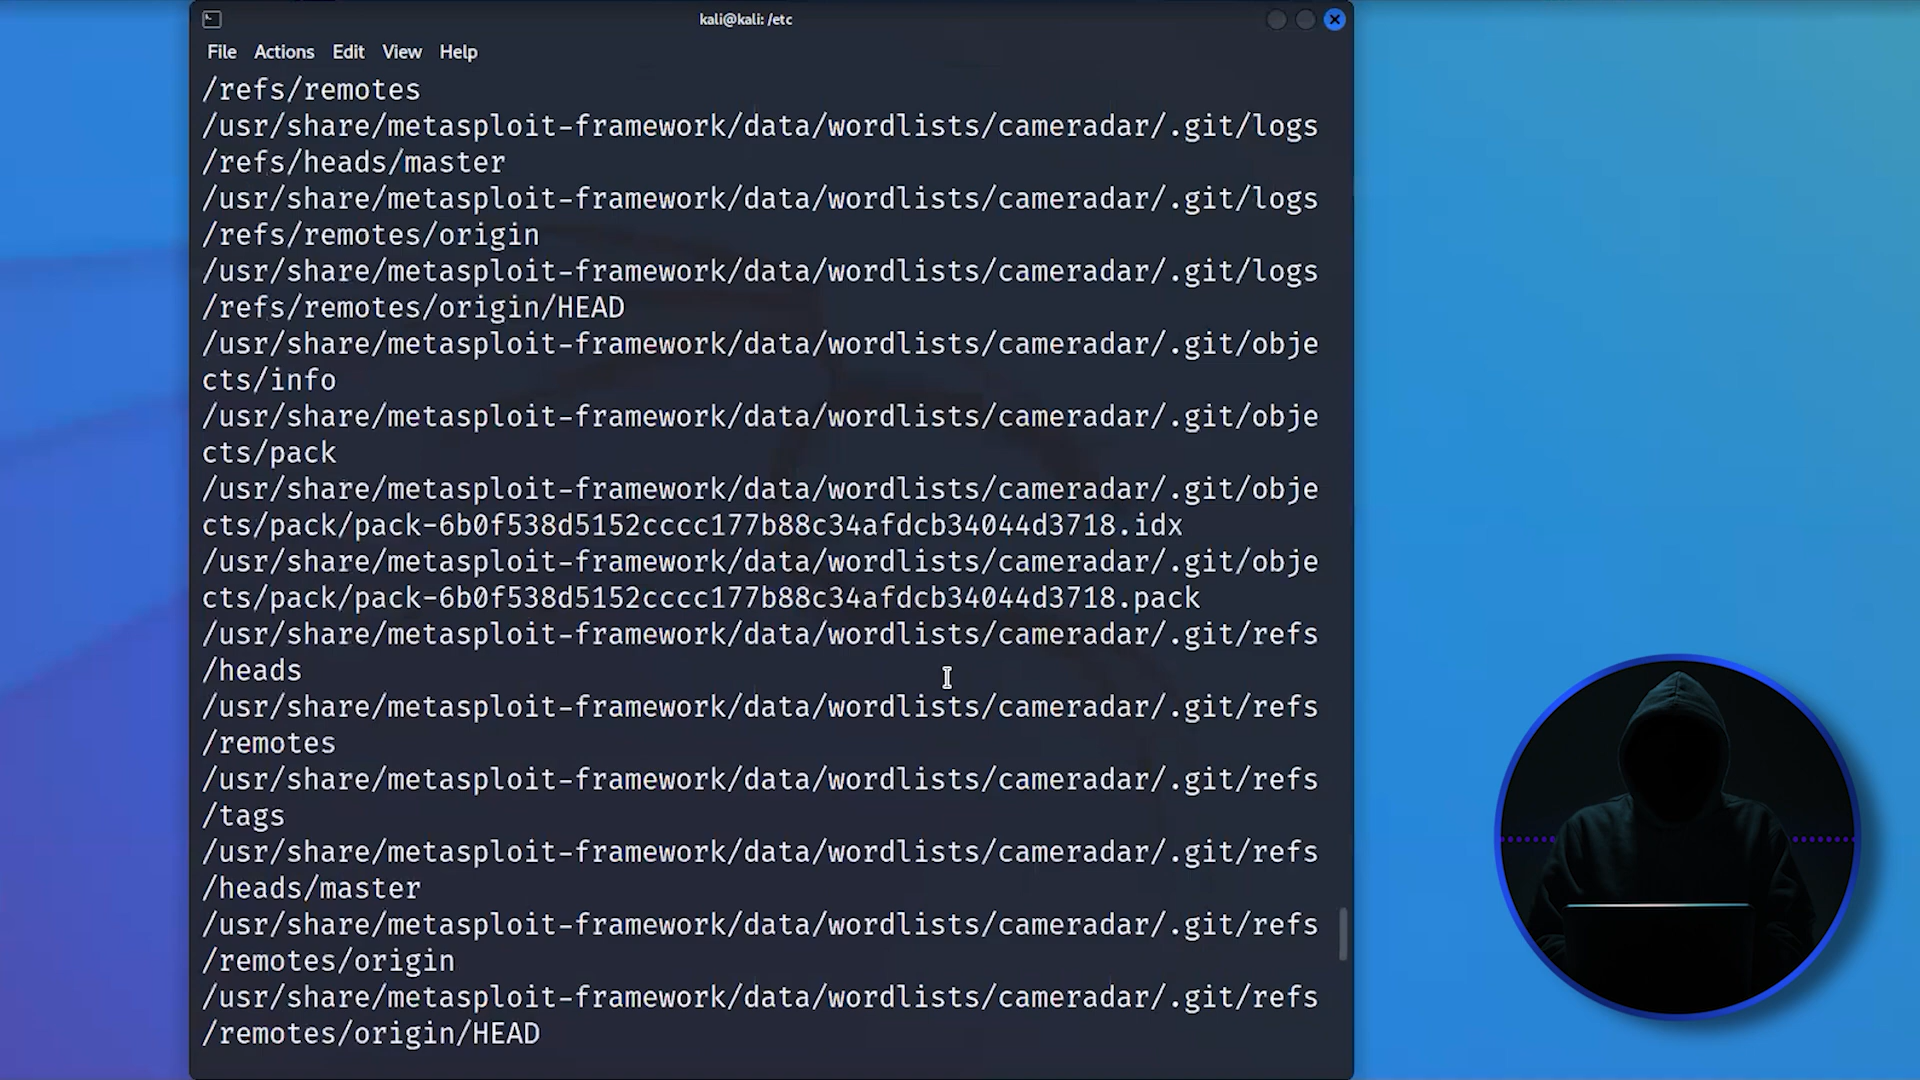 kali@kali: /etc
File Actions Edit View Help
/refs/remotes
/usr/share/metasploit-framework/data/wordlists/cameradar/.git/logs
/refs/heads/master
/usr/share/metasploit-framework/data/wordlists/cameradar/.git/logs
/refs/remotes/origin
/usr/share/metasploit-framework/data/wordlists/cameradar/.git/logs
/refs/remotes/origin/HEAD
/usr/share/metasploit-framework/data/wordlists/cameradar/.git/obje
cts/info
/usr/share/metasploit-framework/data/wordlists/cameradar/.git/obje
cts/pack
/usr/share/metasploit-framework/data/wordlists/cameradar/.git/obje
cts/pack/pack-6b0f538d5152cccc177b88c34afdcb34044d3718.idx
/usr/share/metasploit-framework/data/wordlists/cameradar/.git/obje
cts/pack/pack-6b0f538d5152cccc177b88c34afdcb34044d3718.pack
/usr/share/metasploit-framework/data/wordlists/cameradar/.git/refs
/heads
/usr/share/metasploit-framework/data/wordlists/cameradar/.git/refs
/remotes
/usr/share/metasploit-framework/data/wordlists/cameradar/.git/refs
/tags
/usr/share/metasploit-framework/data/wordlists/cameradar/.git/refs
/heads/master
/usr/share/metasploit-framework/data/wordlists/cameradar/.git/refs
/remotes/origin
/usr/share/metasploit-framework/data/wordlists/cameradar/.git/refs
/remotes/origin/HEAD